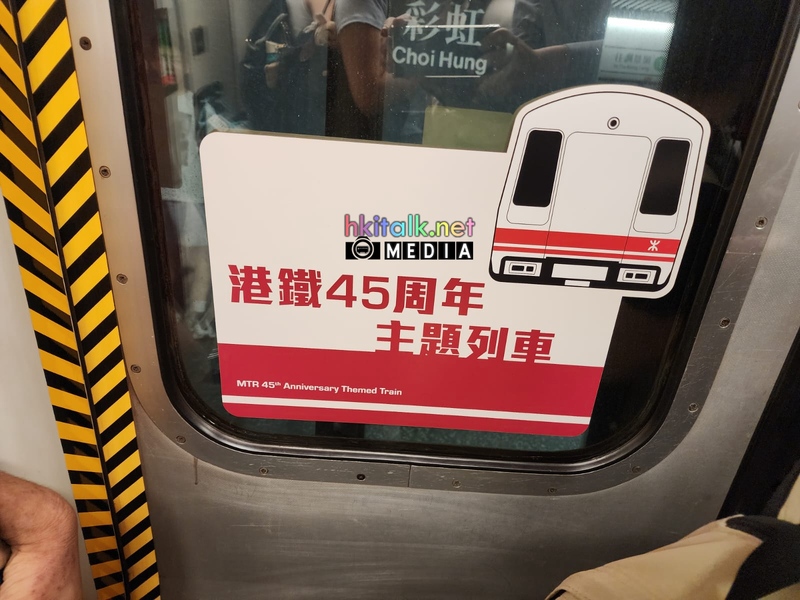 彩虹
Choi Hung
hkitalk.net
MEDIA
港鐵45周年
主題列車
MTR 45th Anniversary Themed Train